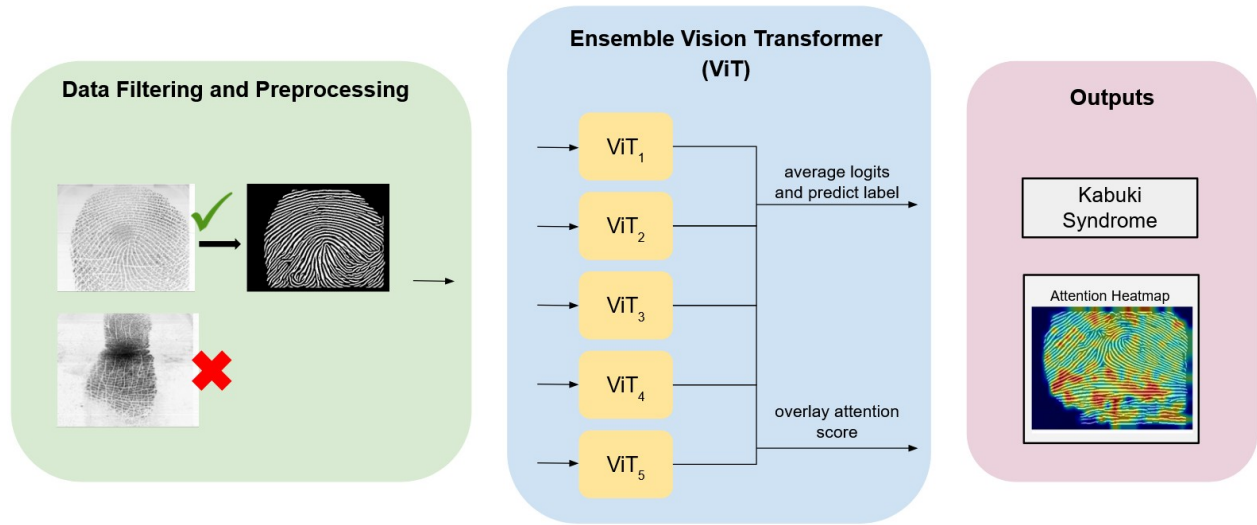 Data Filtering and Preprocessing
Ensemble Vision Transformer
(ViT)
ViT1
ViT2
ViT3
ViT4
ViT5
average logits
and predict label
overlay attention
score
Outputs
Kabuki
Syndrome
Attention Heatmap